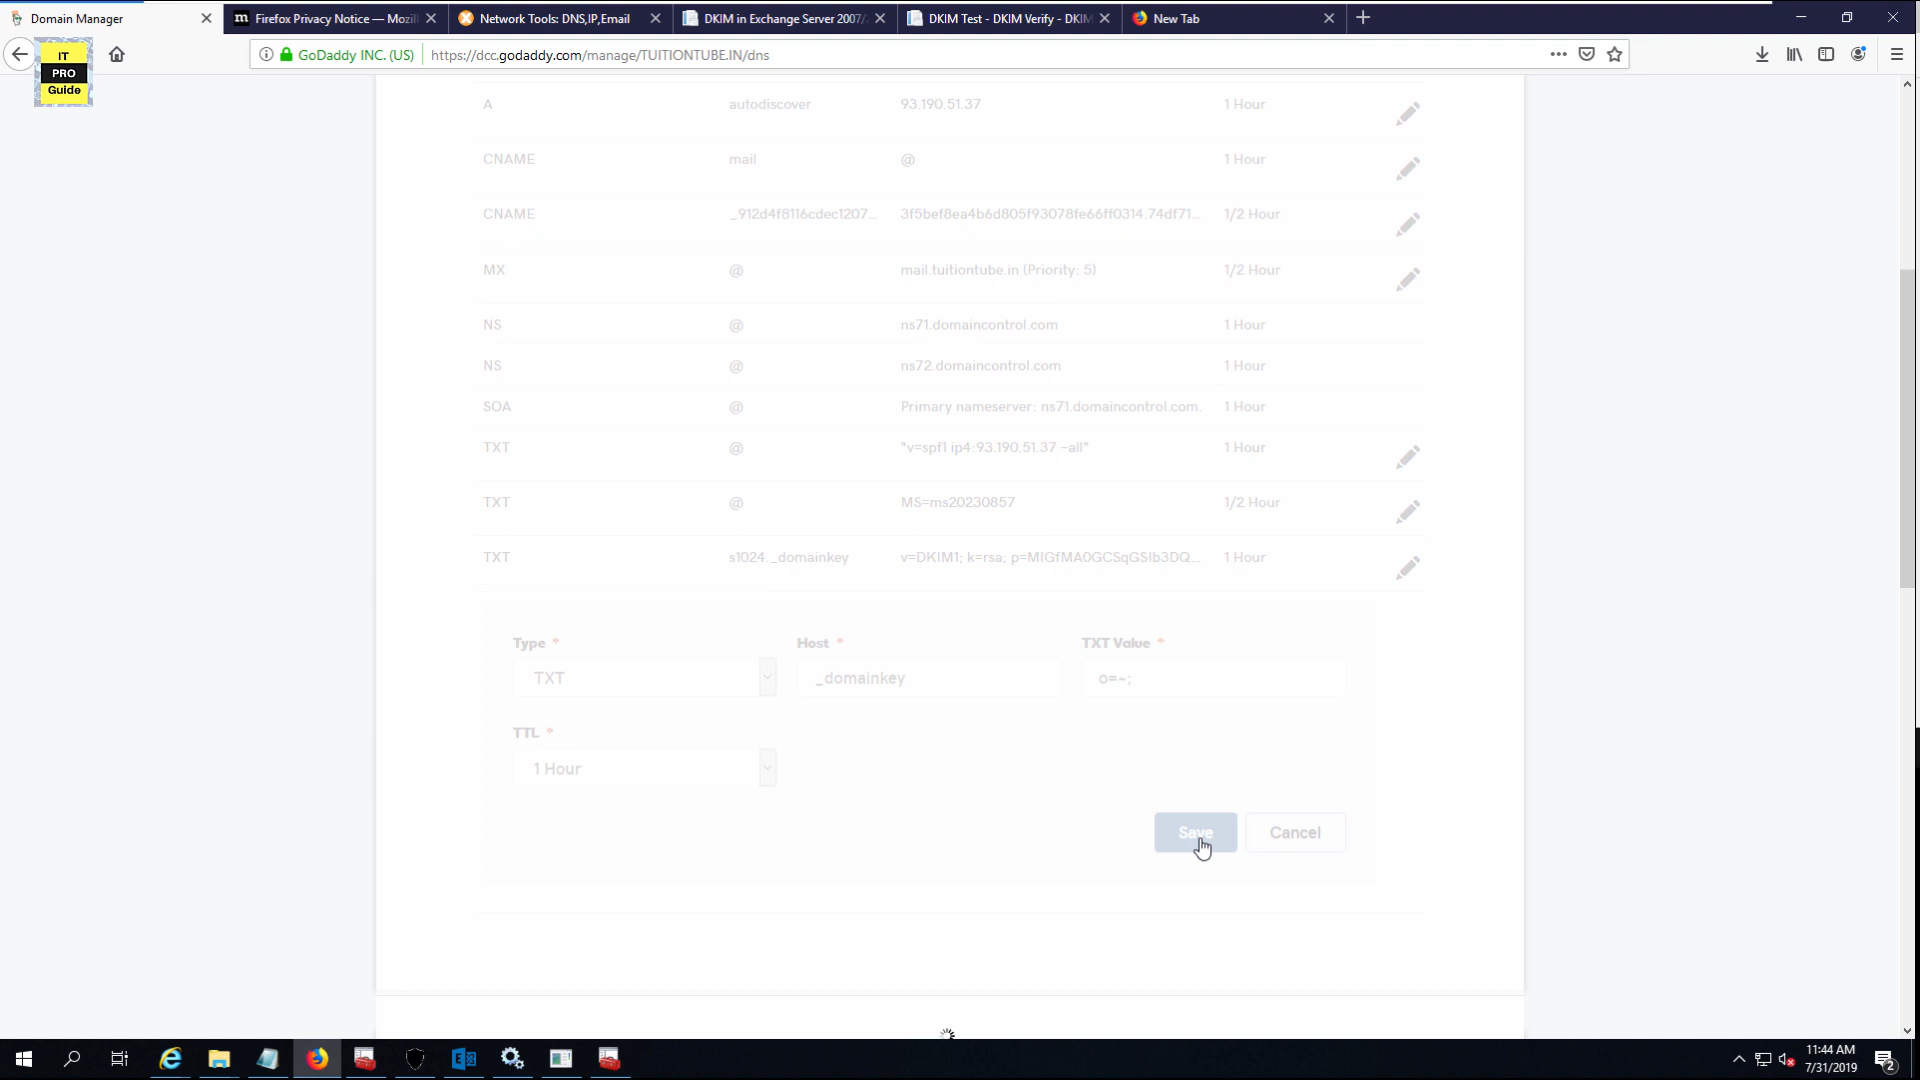 Domain Manager
Firefox Privacy Notice — Mozil
Network Tools: DNS,IP,Email
DKIM in Exchange Server 2007/
DKIM Test - DKIM Verify - DKIM
New Tab
GoDaddy INC. (US)
https://dcc.godaddy.com/manage/TUITIONTUBE.IN/dns
IT
PRO
Guide
A autodiscover 93.190.51.37 1 Hour
CNAME mail @ 1 Hour
CNAME _912d4f8116cdec1207... 3f5bef8ea4b6d805f93078fe66ff0314.74df71... 1/2 Hour
MX @ mail.tuitiontube.in (Priority: 5) 1/2 Hour
NS @ ns71.domaincontrol.com 1 Hour
NS @ ns72.domaincontrol.com 1 Hour
SOA @ Primary nameserver: ns71.domaincontrol.com. 1 Hour
TXT @ "v=spf1 ip4:93.190.51.37 -all" 1 Hour
TXT @ MS=ms20230857 1/2 Hour
TXT s1024._domainkey v=DKIM1; k=rsa; p=MIGfMA0GCSqGSIb3DQ... 1 Hour
Type * Host * TXT Value *
TXT _domainkey o=~;
TTL *
1 Hour
Save Cancel
11:44 AM
7/31/2019
2